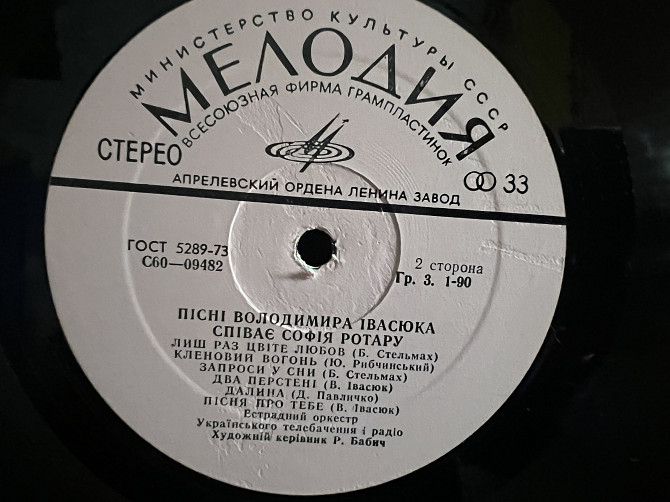 МИНИСТЕРСТВО КУЛЬТУРЫ СССР
МЕЛОДИЯ
ВСЕСОЮЗНАЯ ФИРМА ГРАМПЛАСТИНОК
СТЕРЕО
33
АПРЕЛЕВСКИЙ ОРДЕНА ЛЕНИНА ЗАВОД
ГОСТ 5289-73
С60—09482
2 сторона
Гр. 3. 1-90
ПІСНІ ВОЛОДИМИРА ІВАСЮКА
СПІВАЄ СОФІЯ РОТАРУ
ЛИШ РАЗ ЦВІТЕ ЛЮБОВ (Б. Стельмах)
КЛЕНОВИЙ ВОГОНЬ (Ю. Рибчинський)
ЗАПРОСИ У СНИ (Б. Стельмах)
ДВА ПЕРСТЕНІ (В. Івасюк)
ДАЛИНА (Д. Павличко)
ПІСНЯ ПРО ТЕБЕ (В. Івасюк)
Естрадний оркестр
Українського телебачення і радіо
Художній керівник Р. Бабич